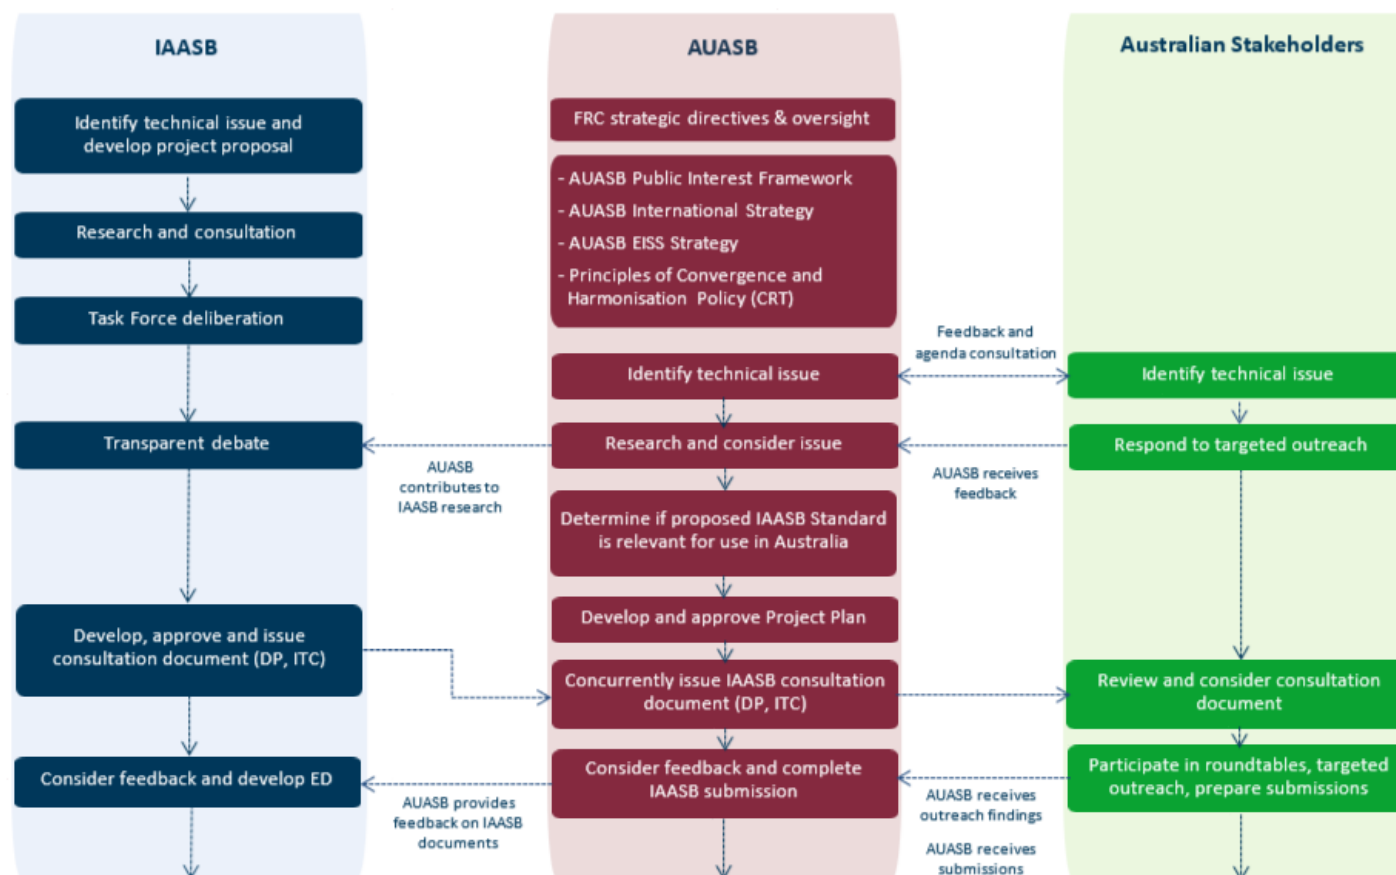 IAASB
Identify technical issue and
develop project proposal
Research and consultation
Task Force deliberation
Transparent debate
Develop, approve and issue
consultation document (DP, ITC)
Consider feedback and develop ED
AUASB
contributes to
IAASB research
AUASB provides
feedback on IAASB
documents
AUASB
FRC strategic directives & oversight
- AUASB Public Interest Framework
- AUASB International Strategy
- AUASB EISS Strategy
- Principles of Convergence and
Harmonisation Policy (CRT)
Identify technical issue
Research and consider issue
Determine if proposed IAASB Standard
is relevant for use in Australia
Develop and approve Project Plan
Concurrently issue IAASB consultation
document (DP, ITC)
Consider feedback and complete
IAASB submission
Feedback and
agenda consultation
AUASB receives
feedback
AUASB receives
outreach findings
AUASB receives
submissions
Australian Stakeholders
Identify technical issue
Respond to targeted outreach
Review and consider consultation
document
Participate in roundtables, targeted
outreach, prepare submissions